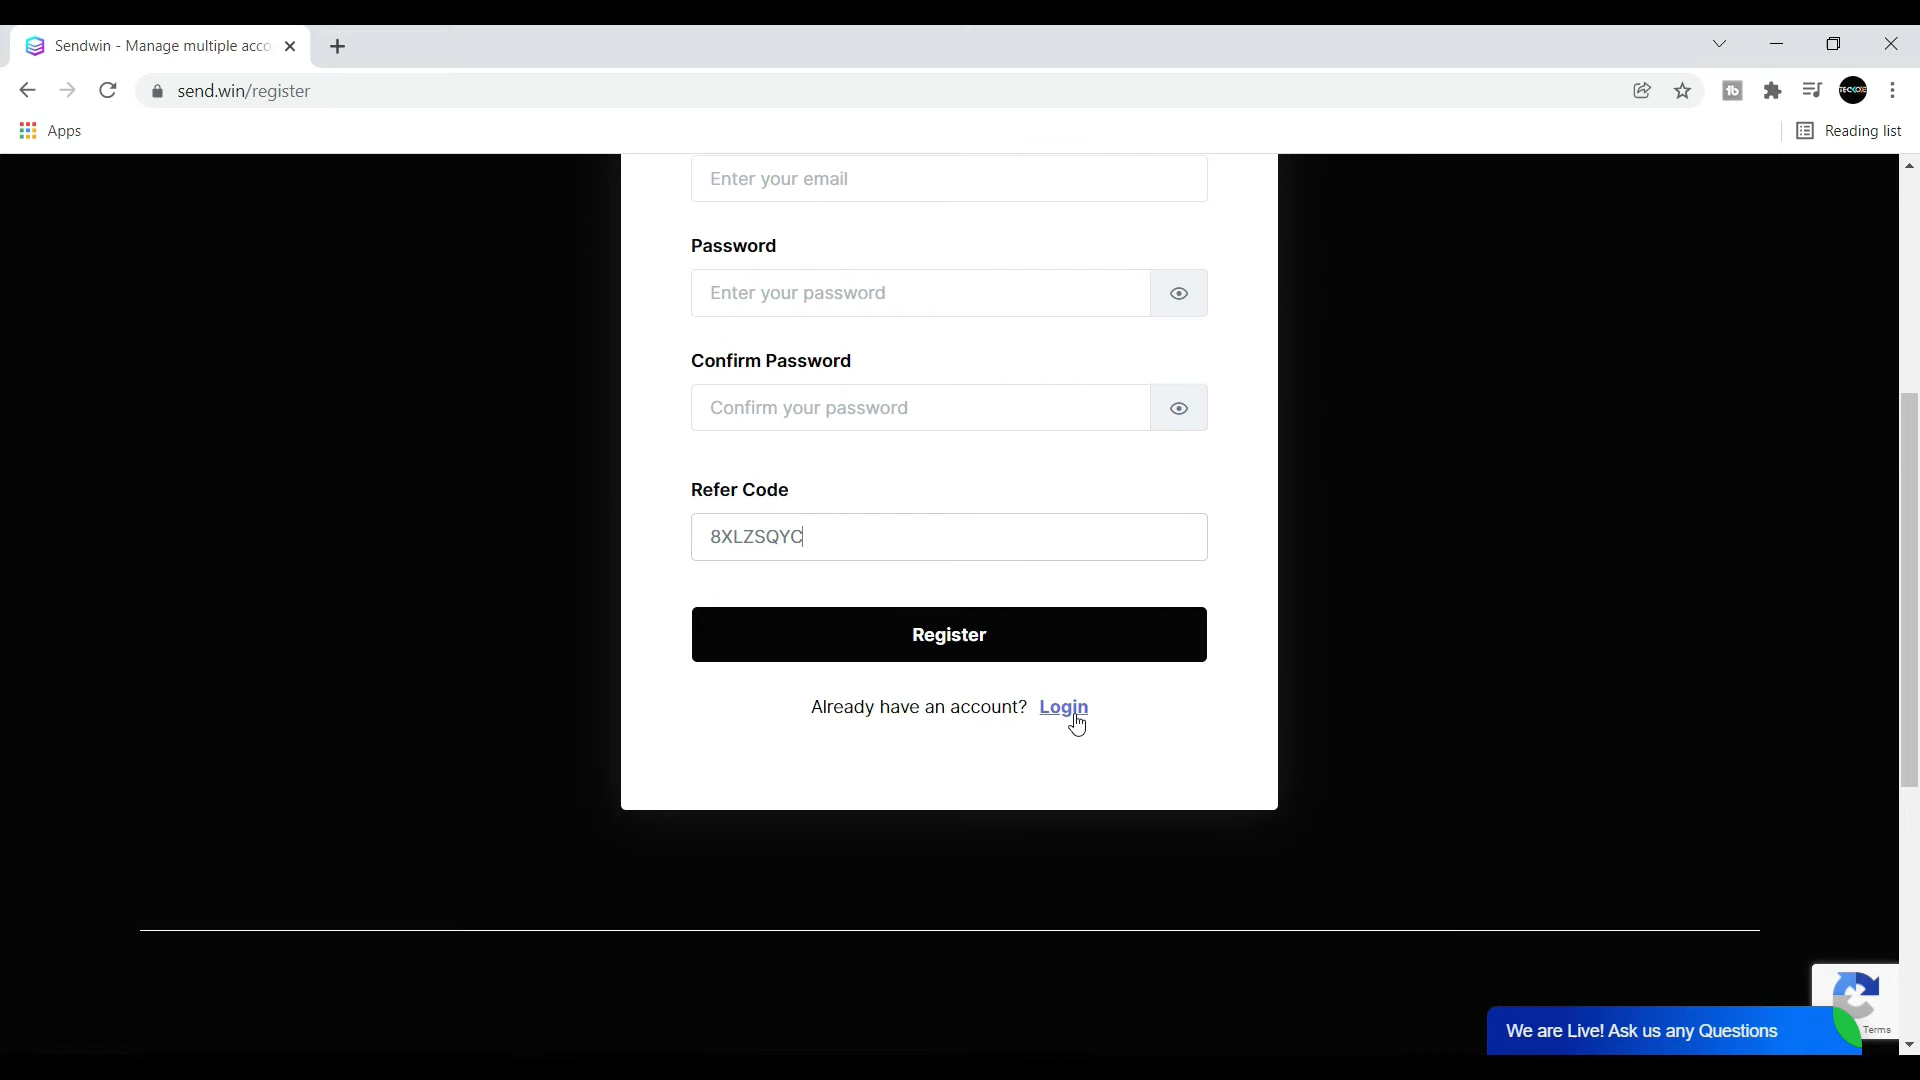 Sendwin - Manage multiple acco
send.win/register
Apps
Reading list
Enter your email
Password
Enter your password
Confirm Password
Confirm your password
Refer Code
8XLZSQYC
Register
Already have an account? Login
Terms
We are Live! Ask us any Questions